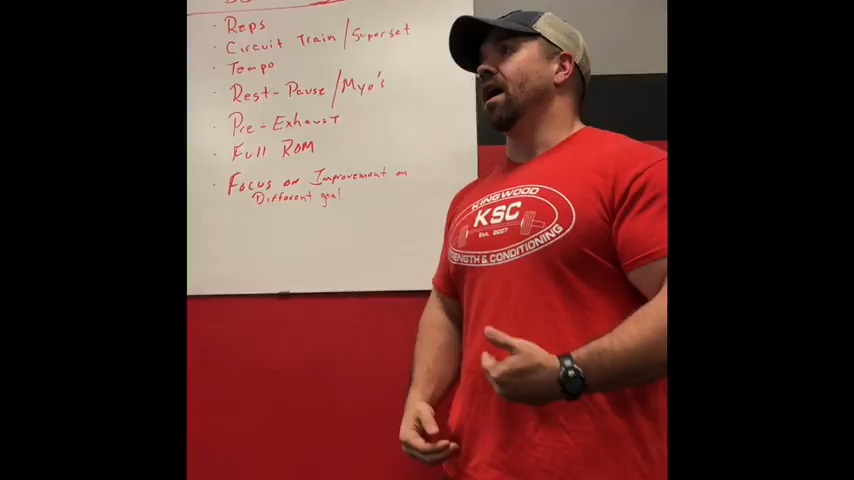 · Reps
· Circuit Train/Superset
· Tempo
· Rest-Pause/Myo's
· Pre-Exhaust
· Full ROM
· Focus on Improvement on
Different goal
KINGWOOD
KSC
Est. 2007
STRENGTH & CONDITIONING